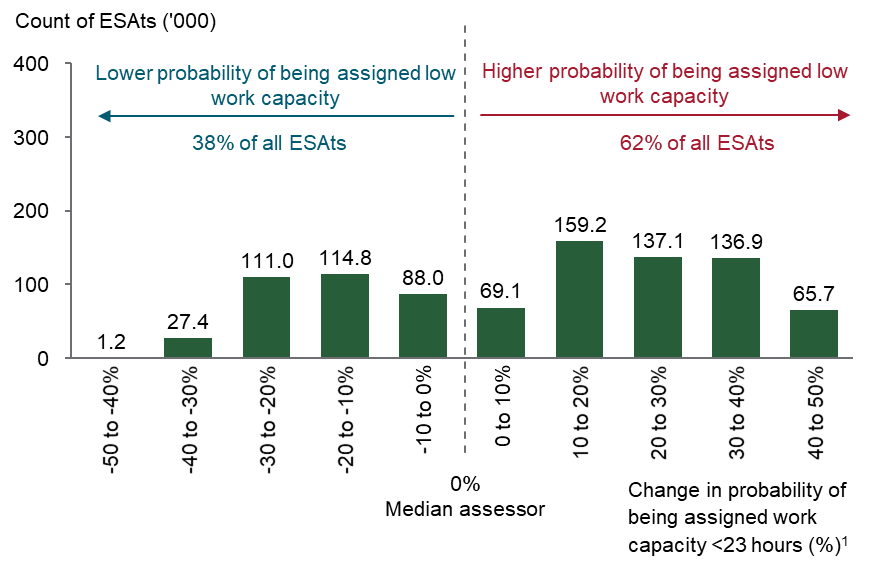 Count of ESAts ('000)
400
300
200
100
0
Lower probability of being assigned low
work capacity
38% of all ESAts
Higher probability of being assigned low
work capacity
62% of all ESAts
1.2
27.4
111.0
114.8
88.0
69.1
159.2
137.1
136.9
65.7
-50 to -40%
-40 to -30%
-30 to -20%
-20 to -10%
-10 to 0%
0 to 10%
10 to 20%
20 to 30%
30 to 40%
40 to 50%
0%
Median assessor
Change in probability of
being assigned work
capacity <23 hours (%)¹